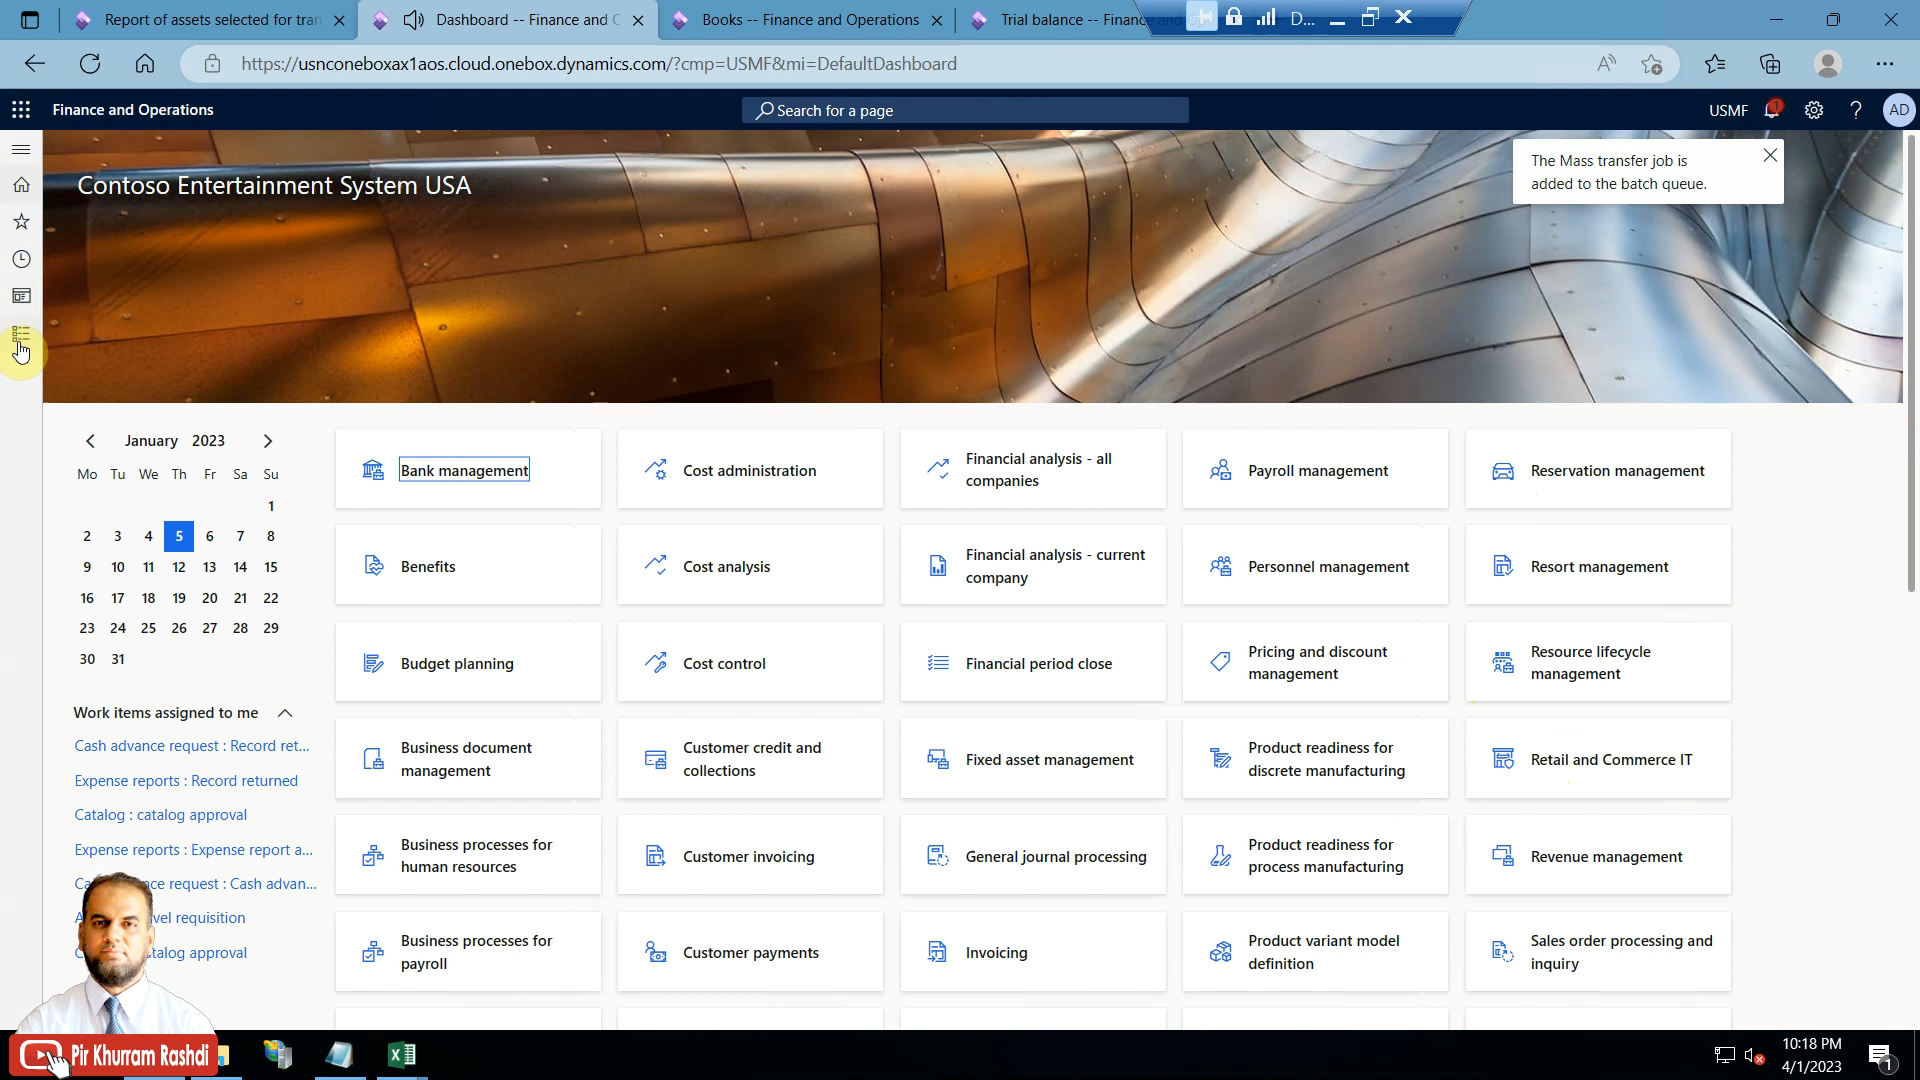 Report of assets selected for tran
Dashboard -- Finance and O
Books -- Finance and Operations
Trial balance -- Finance and Op
D...
https://usnconeboxax1aos.cloud.onebox.dynamics.com/?cmp=USMF&mi=DefaultDashboard
Finance and Operations
Search for a page
USMF
1
?
AD
Contoso Entertainment System USA
The Mass transfer job is
added to the batch queue.
January 2023
Mo Tu We Th Fr Sa Su
1
2 3 4 5 6 7 8
9 10 11 12 13 14 15
16 17 18 19 20 21 22
23 24 25 26 27 28 29
30 31
Work items assigned to me
Cash advance request : Record ret...
Expense reports : Record returned
Catalog : catalog approval
Expense reports : Expense report a...
Ca nce request : Cash advan...
vel requisition
talog approval
Bank management
Cost administration
Financial analysis - all
companies
Payroll management
Reservation management
Benefits
Cost analysis
Financial analysis - current
company
Personnel management
Resort management
Budget planning
Cost control
Financial period close
Pricing and discount
management
Resource lifecycle
management
Business document
management
Customer credit and
collections
Fixed asset management
Product readiness for
discrete manufacturing
Retail and Commerce IT
Business processes for
human resources
Customer invoicing
General journal processing
Product readiness for
process manufacturing
Revenue management
Business processes for
payroll
Customer payments
Invoicing
Product variant model
definition
Sales order processing and
inquiry
Pir Khurram Rashdi
10:18 PM
4/1/2023
1